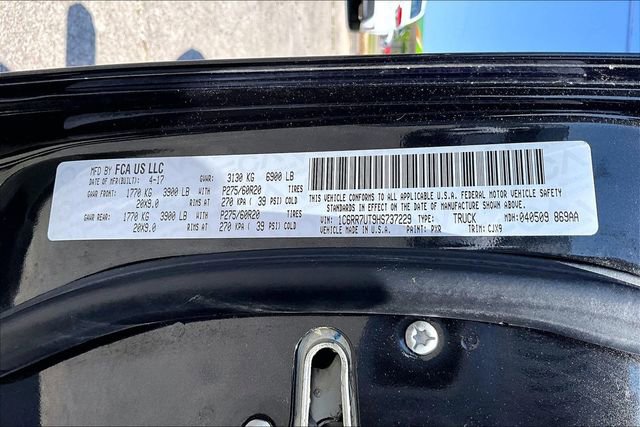 MFD BY FCA US LLC
DATE OF MFR(BUILT) 4-17 GVWR: 3130 KG 6900 LB
GAWR FRONT: 1770 KG 3900 LB WITH P275/60R20 TIRES
20X9.0 RIMS AT 270 KPA ( 39 PSI) COLD
GAWR REAR: 1770 KG 3900 LB WITH P275/60R20 TIRES
20X9.0 RIMS AT 270 KPA ( 39 PSI) COLD
THIS VEHICLE CONFORMS TO ALL APPLICABLE U.S.A. FEDERAL MOTOR VEHICLE SAFETY
STANDARDS IN EFFECT ON THE DATE OF MANUFACTURE SHOWN ABOVE.
VIN: 1C6RR7UT9HS737229 TYPE: TRUCK MDH: 040509 869AA
VEHICLE MADE IN U.S.A. PAINT: PXR TRIM: CJX9